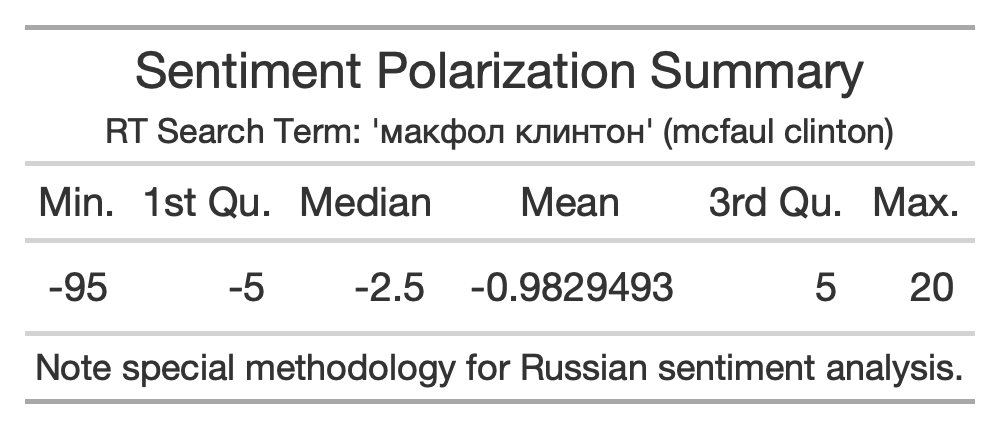 Sentiment Polarization Summary
RT Search Term: 'макфол клинтон' (mcfaul clinton)
Min. 1st Qu. Median Mean 3rd Qu. Max.
-95 -5 -2.5 -0.9829493 5 20
Note special methodology for Russian sentiment analysis.